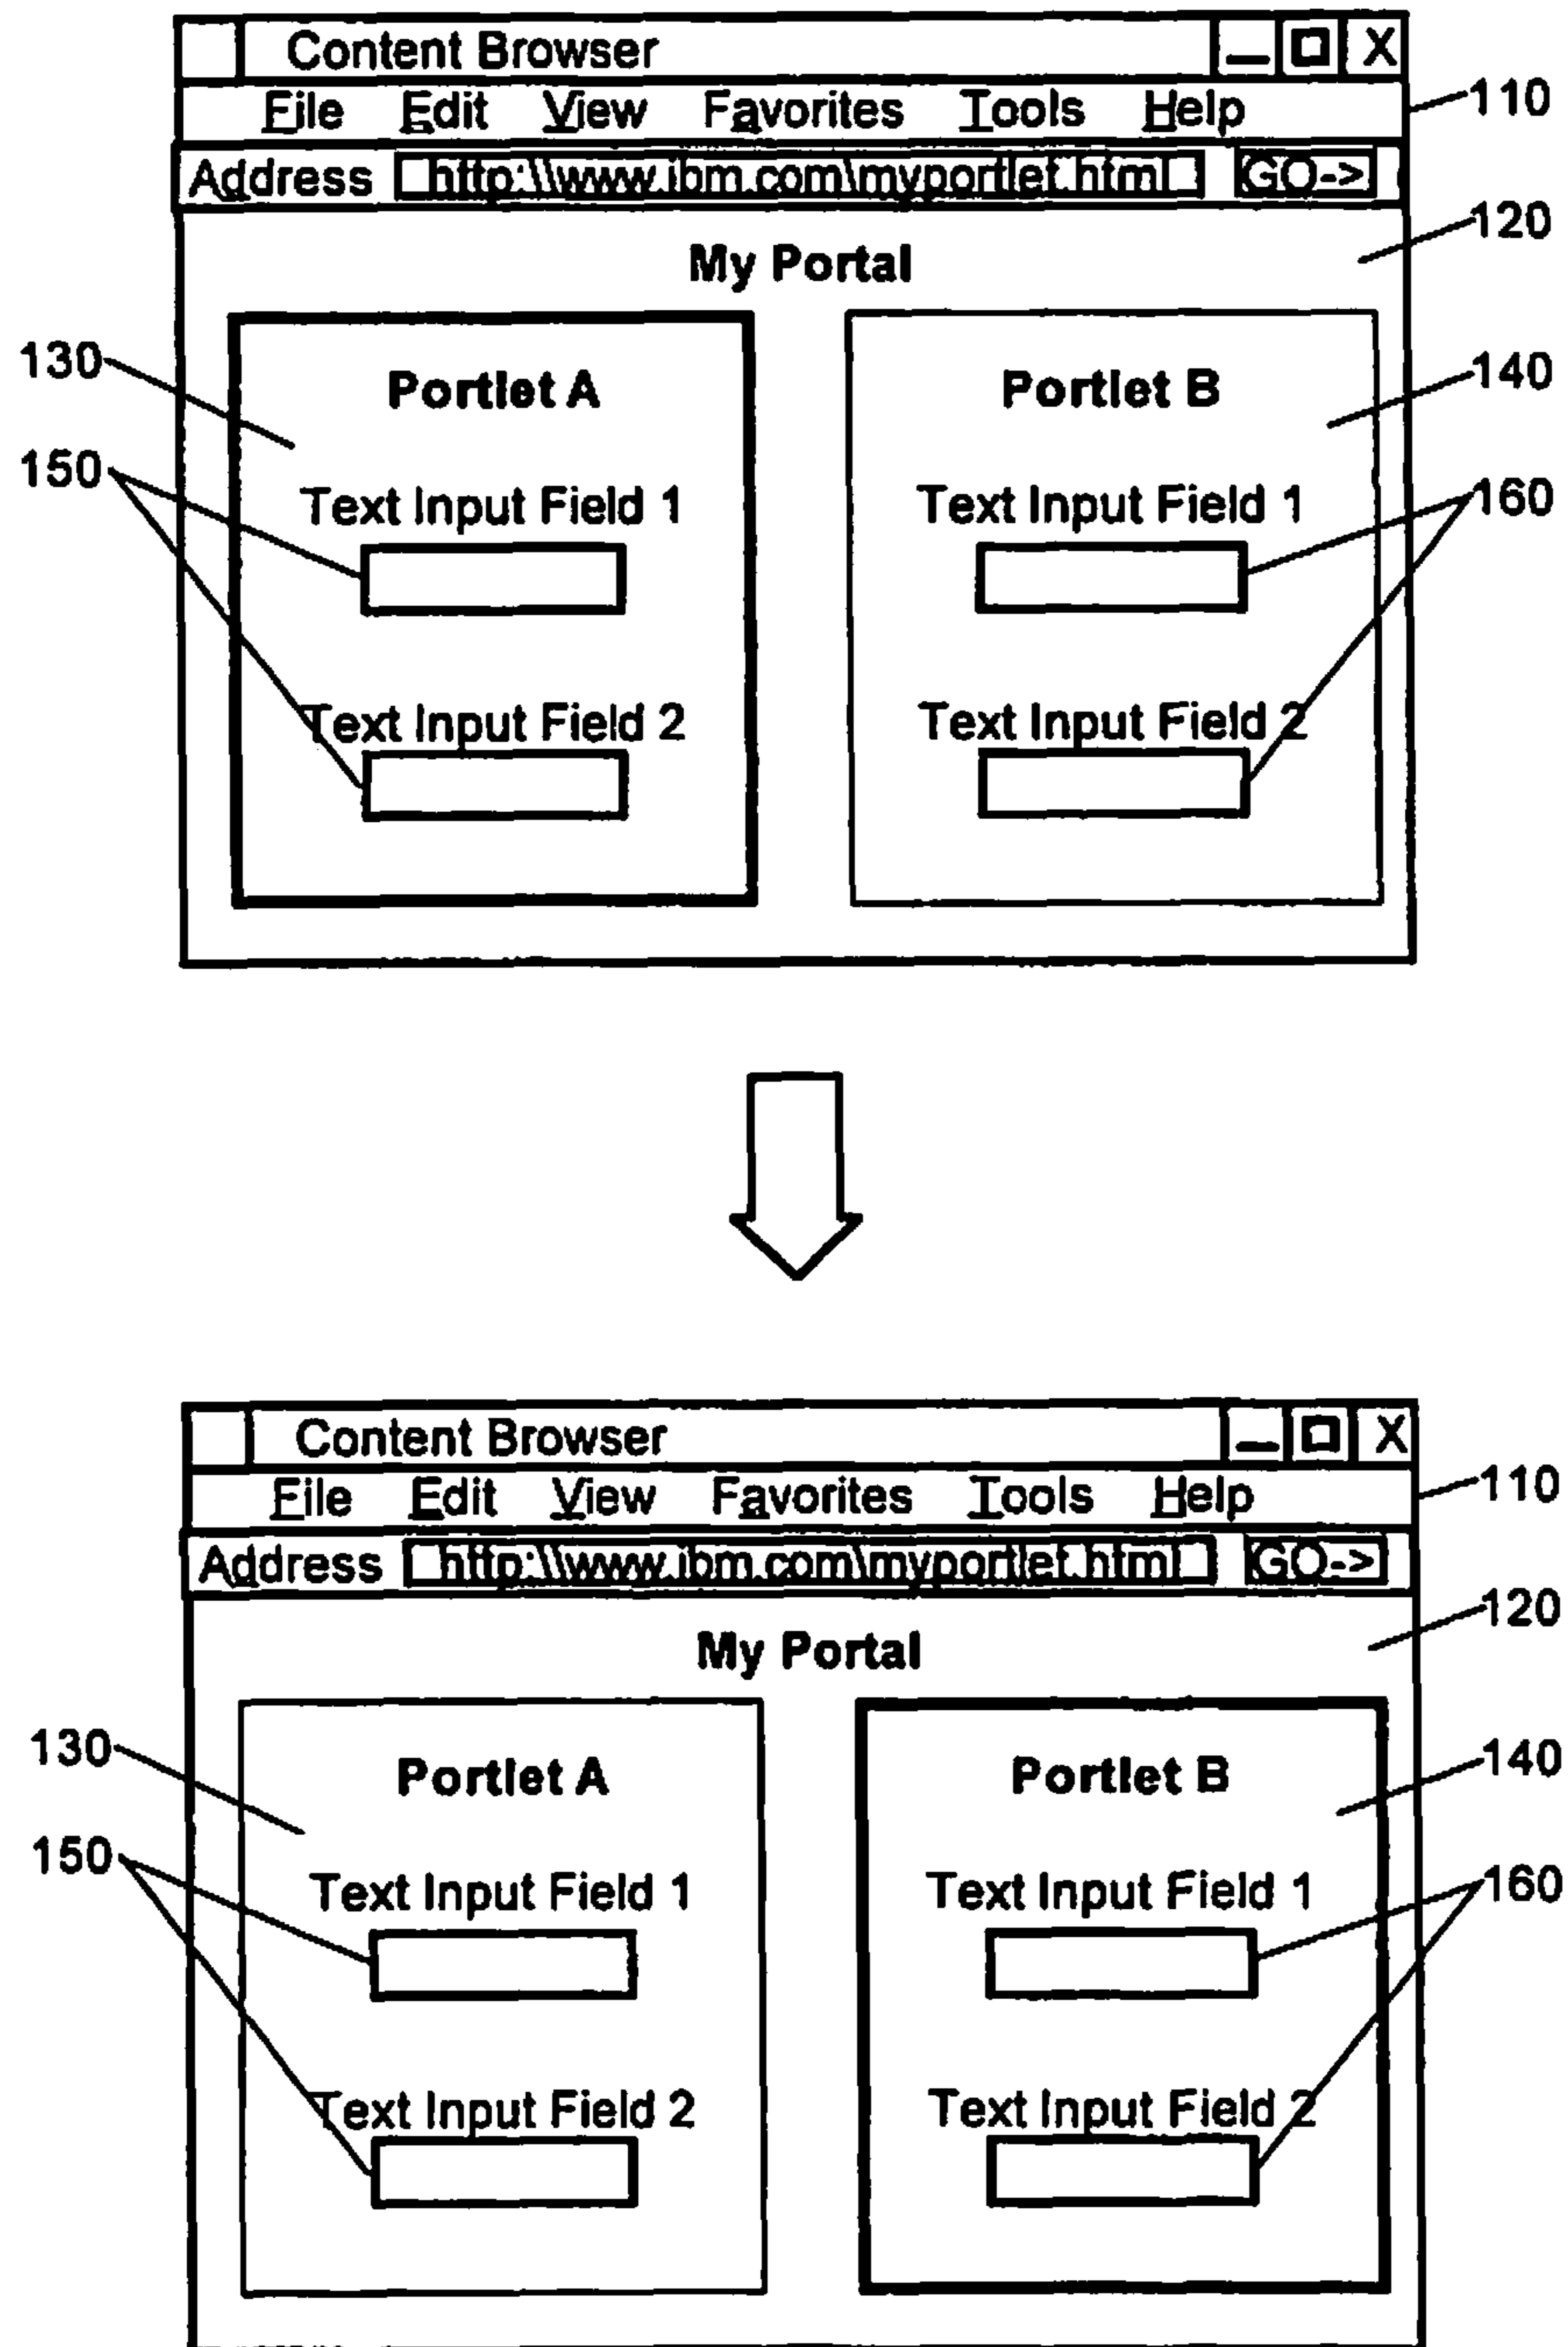 Content Browser X
File Edit View Favorites Tools Help
110
Address http:\\www.ibm.com\myportlet.html GO->
120
My Portal
130
Portlet A
Portlet B
140
150
Text Input Field 1
Text Input Field 1
160
Text Input Field 2
Text Input Field 2
Content Browser X
File Edit View Favorites Tools Help
110
Address http:\\www.ibm.com\myportlet.html GO->
120
My Portal
130
Portlet A
Portlet B
140
150
Text Input Field 1
Text Input Field 1
160
Text Input Field 2
Text Input Field 2